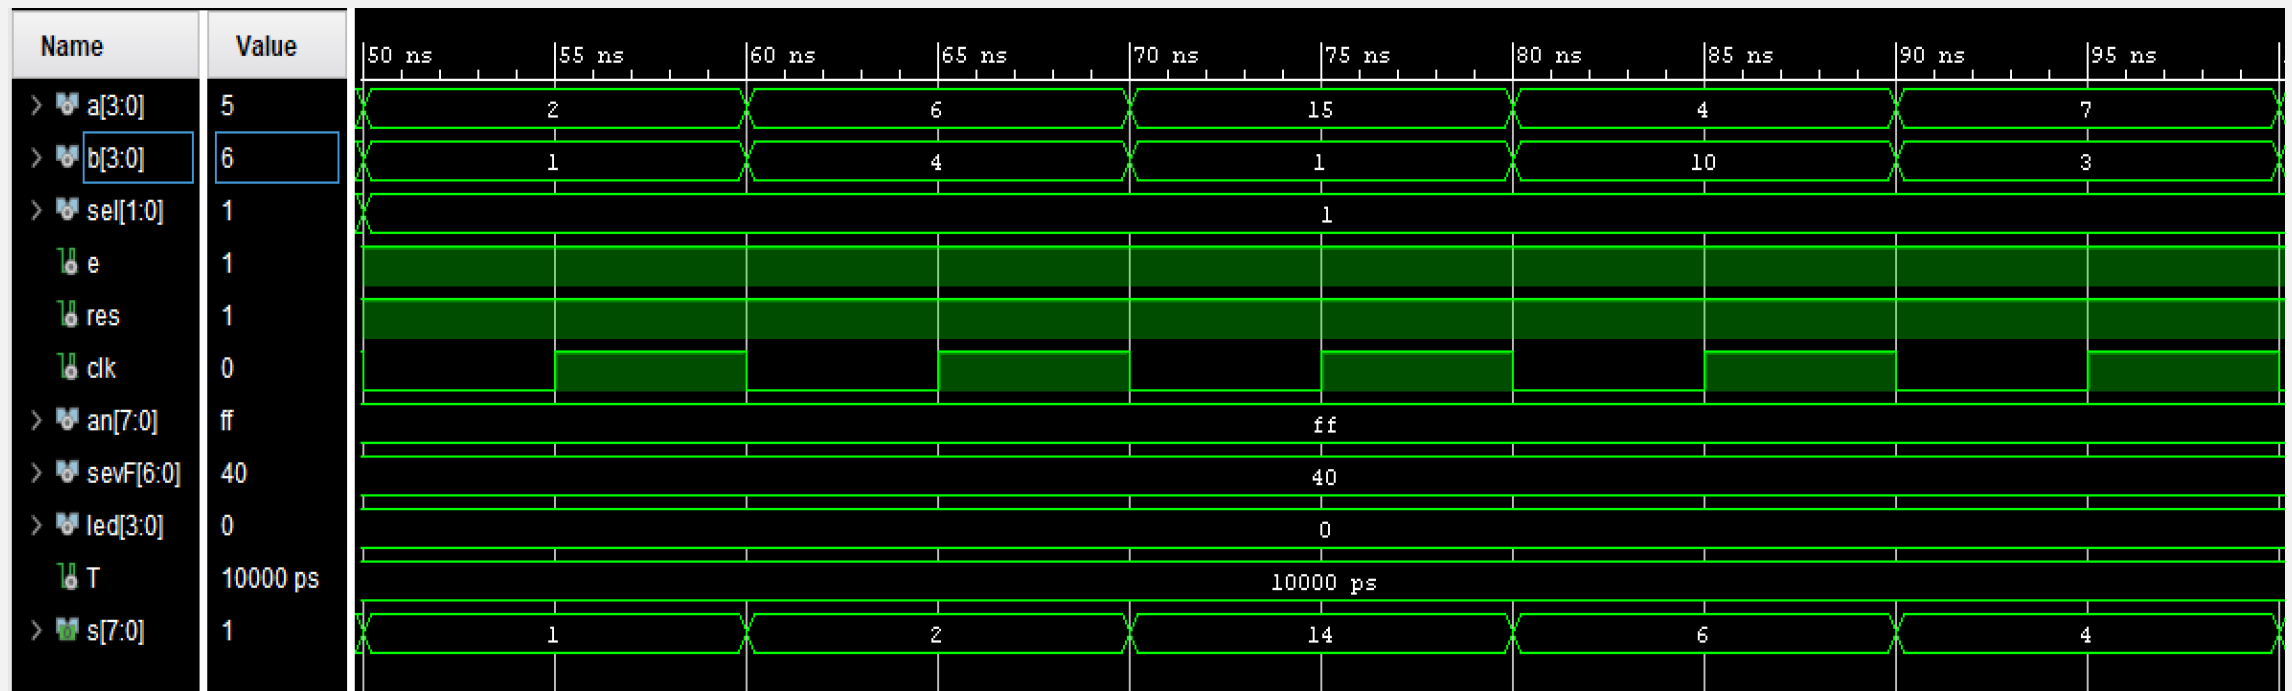 Name Value
50 ns 55 ns 60 ns 65 ns 70 ns 75 ns 80 ns 85 ns 90 ns 95 ns
a[3:0] 5 2 6 15 4 7
b[3:0] 6 1 4 1 10 3
sel[1:0] 1 1
e 1
res 1
clk 0
an[7:0] ff ff
sevF[6:0] 40 40
led[3:0] 0 0
T 10000 ps 10000 ps
s[7:0] 1 1 2 14 6 4